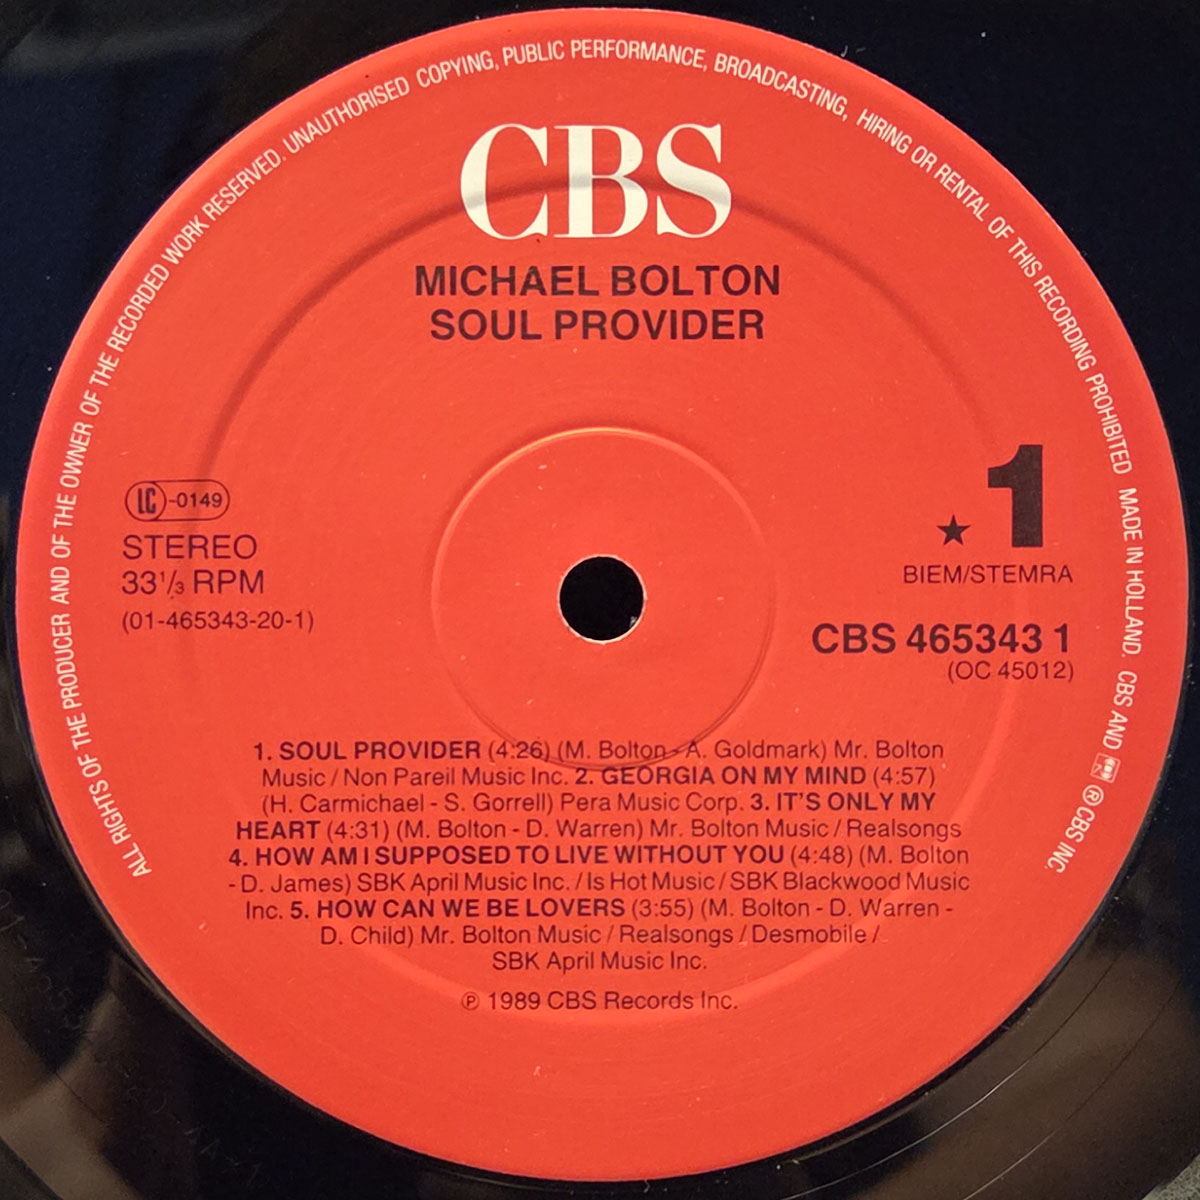 ALL RIGHTS OF THE PRODUCER AND OF THE OWNER OF THE RECORDED WORK RESERVED. UNAUTHORISED COPYING, PUBLIC PERFORMANCE, BROADCASTING, HIRING OR RENTAL OF THIS RECORDING PROHIBITED MADE IN HOLLAND. CBS AND ® CBS INC.
CBS
MICHAEL BOLTON
SOUL PROVIDER
LC-0149
STEREO
33 1/3 RPM
(01-465343-20-1)
★ 1
BIEM/STEMRA
CBS 465343 1
(OC 45012)
1. SOUL PROVIDER (4:26) (M. Bolton - A. Goldmark) Mr. Bolton
Music / Non Pareil Music Inc. 2. GEORGIA ON MY MIND (4:57)
(H. Carmichael - S. Gorrell) Pera Music Corp. 3. IT'S ONLY MY
HEART (4:31) (M. Bolton - D. Warren) Mr. Bolton Music / Realsongs
4. HOW AM I SUPPOSED TO LIVE WITHOUT YOU (4:48) (M. Bolton
- D. James) SBK April Music Inc. / Is Hot Music / SBK Blackwood Music
Inc. 5. HOW CAN WE BE LOVERS (3:55) (M. Bolton - D. Warren -
D. Child) Mr. Bolton Music / Realsongs / Desmobile /
SBK April Music Inc.
℗ 1989 CBS Records Inc.